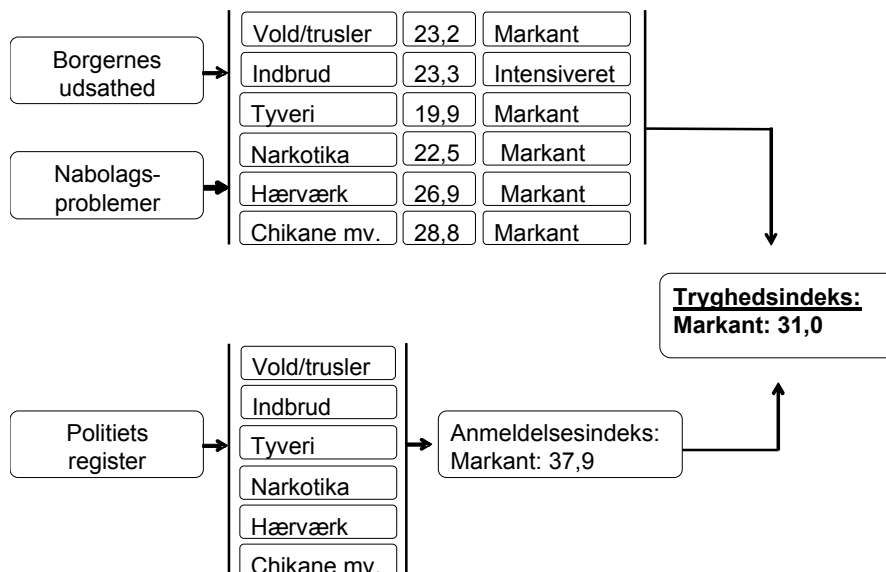 Borgernes
udsathed
Nabolags-
problemer
Vold/trusler 23,2 Markant
Indbrud 23,3 Intensiveret
Tyveri 19,9 Markant
Narkotika 22,5 Markant
Hærværk 26,9 Markant
Chikane mv. 28,8 Markant
Tryghedsindeks:
Markant: 31,0
Politiets
register
Vold/trusler
Indbrud
Tyveri
Narkotika
Hærværk
Chikane mv.
Anmeldelsesindeks:
Markant: 37,9